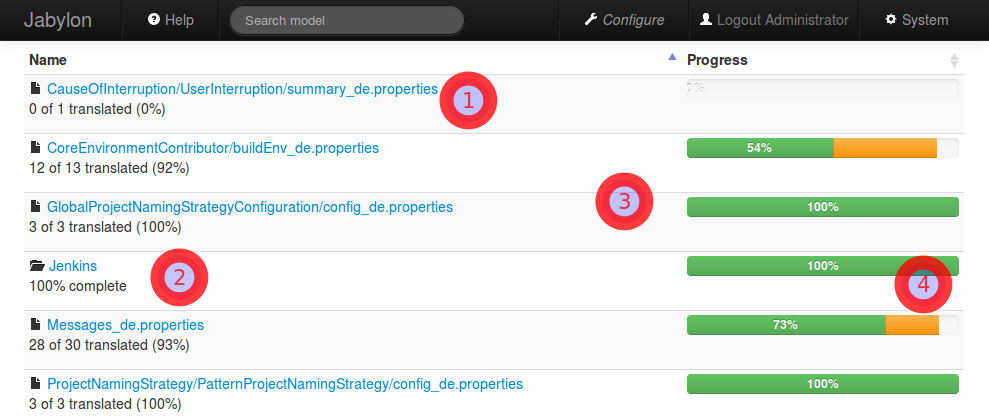 Jabylon Help Search model Configure Logout Administrator System
Name Progress
CauseOfInterruption/UserInterruption/summary_de.properties
0 of 1 translated (0%)
1
CoreEnvironmentContributor/buildEnv_de.properties 54%
12 of 13 translated (92%)
3
GlobalProjectNamingStrategyConfiguration/config_de.properties 100%
3 of 3 translated (100%)
Jenkins 100%
2
4
100% complete
Messages_de.properties 73%
28 of 30 translated (93%)
ProjectNamingStrategy/PatternProjectNamingStrategy/config_de.properties 100%
3 of 3 translated (100%)